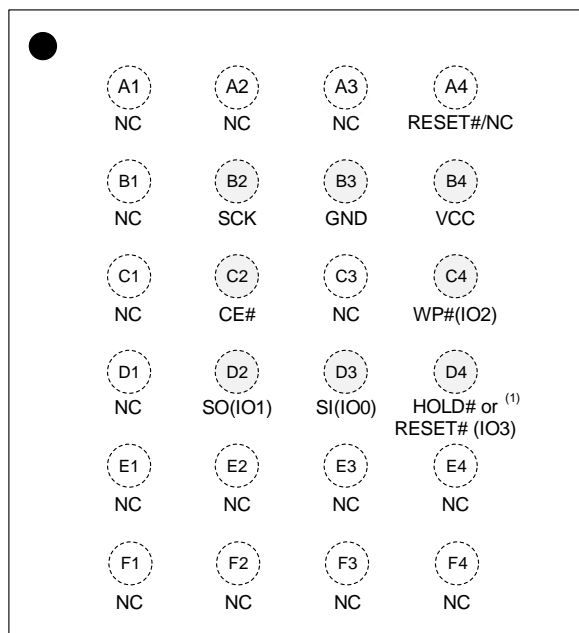 A1 A2 A3 A4
NC NC NC RESET#/NC
B1 B2 B3 B4
NC SCK GND VCC
C1 C2 C3 C4
NC CE# NC WP#(IO2)
D1 D2 D3 D4
NC SO(IO1) SI(IO0) HOLD# or (1)
RESET# (IO3)
E1 E2 E3 E4
NC NC NC NC
F1 F2 F3 F4
NC NC NC NC